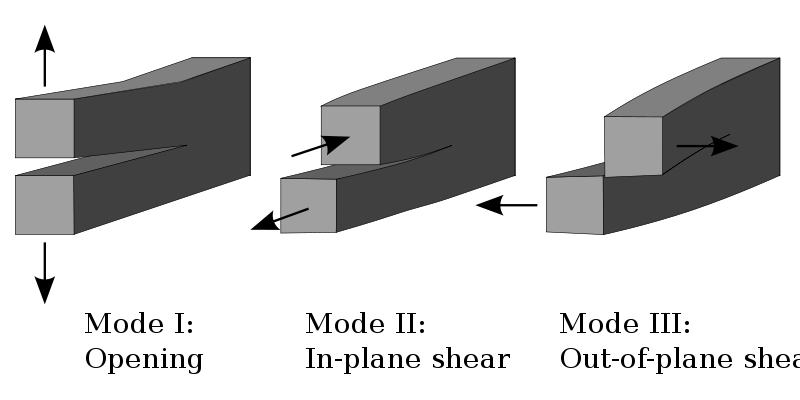 Mode I:
Opening
Mode II:
In-plane shear
Mode III:
Out-of-plane shea